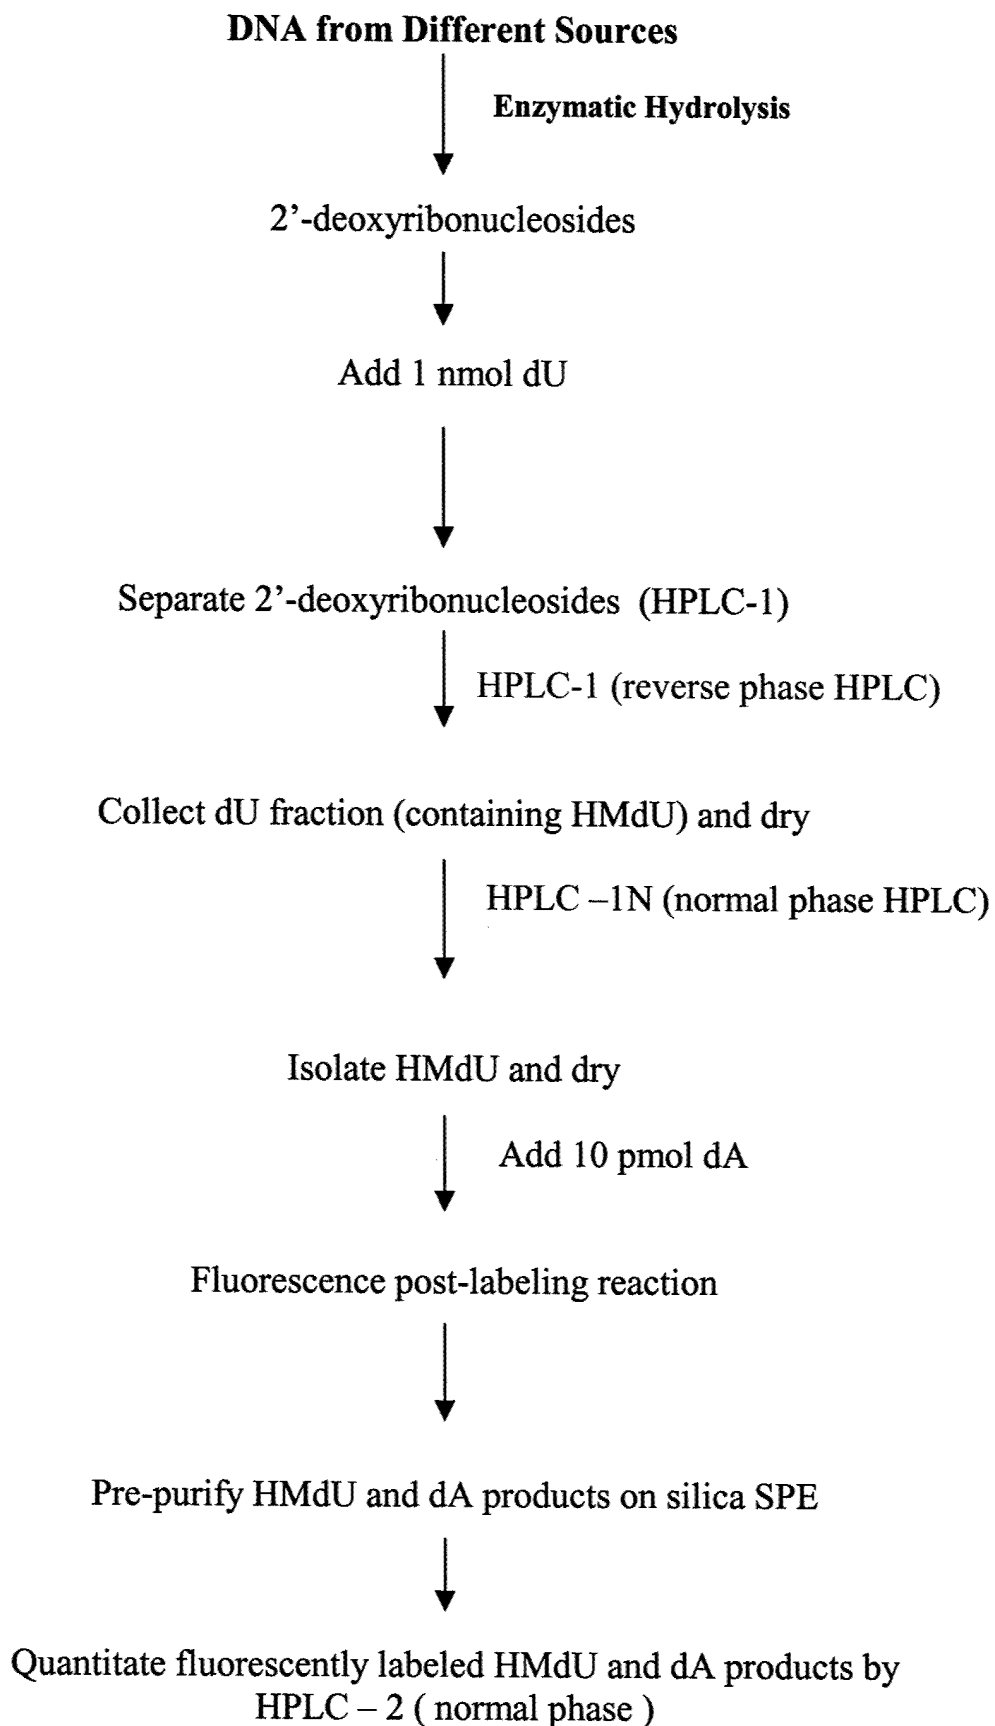 DNA from Different Sources
Enzymatic Hydrolysis
2’-deoxyribonucleosides
Add 1 nmol dU
Separate 2’-deoxyribonucleosides (HPLC-1)
HPLC-1 (reverse phase HPLC)
Collect dU fraction (containing HMdU) and dry
HPLC –1N (normal phase HPLC)
Isolate HMdU and dry
Add 10 pmol dA
Fluorescence post-labeling reaction
Pre-purify HMdU and dA products on silica SPE
Quantitate fluorescently labeled HMdU and dA products by
HPLC – 2 ( normal phase )